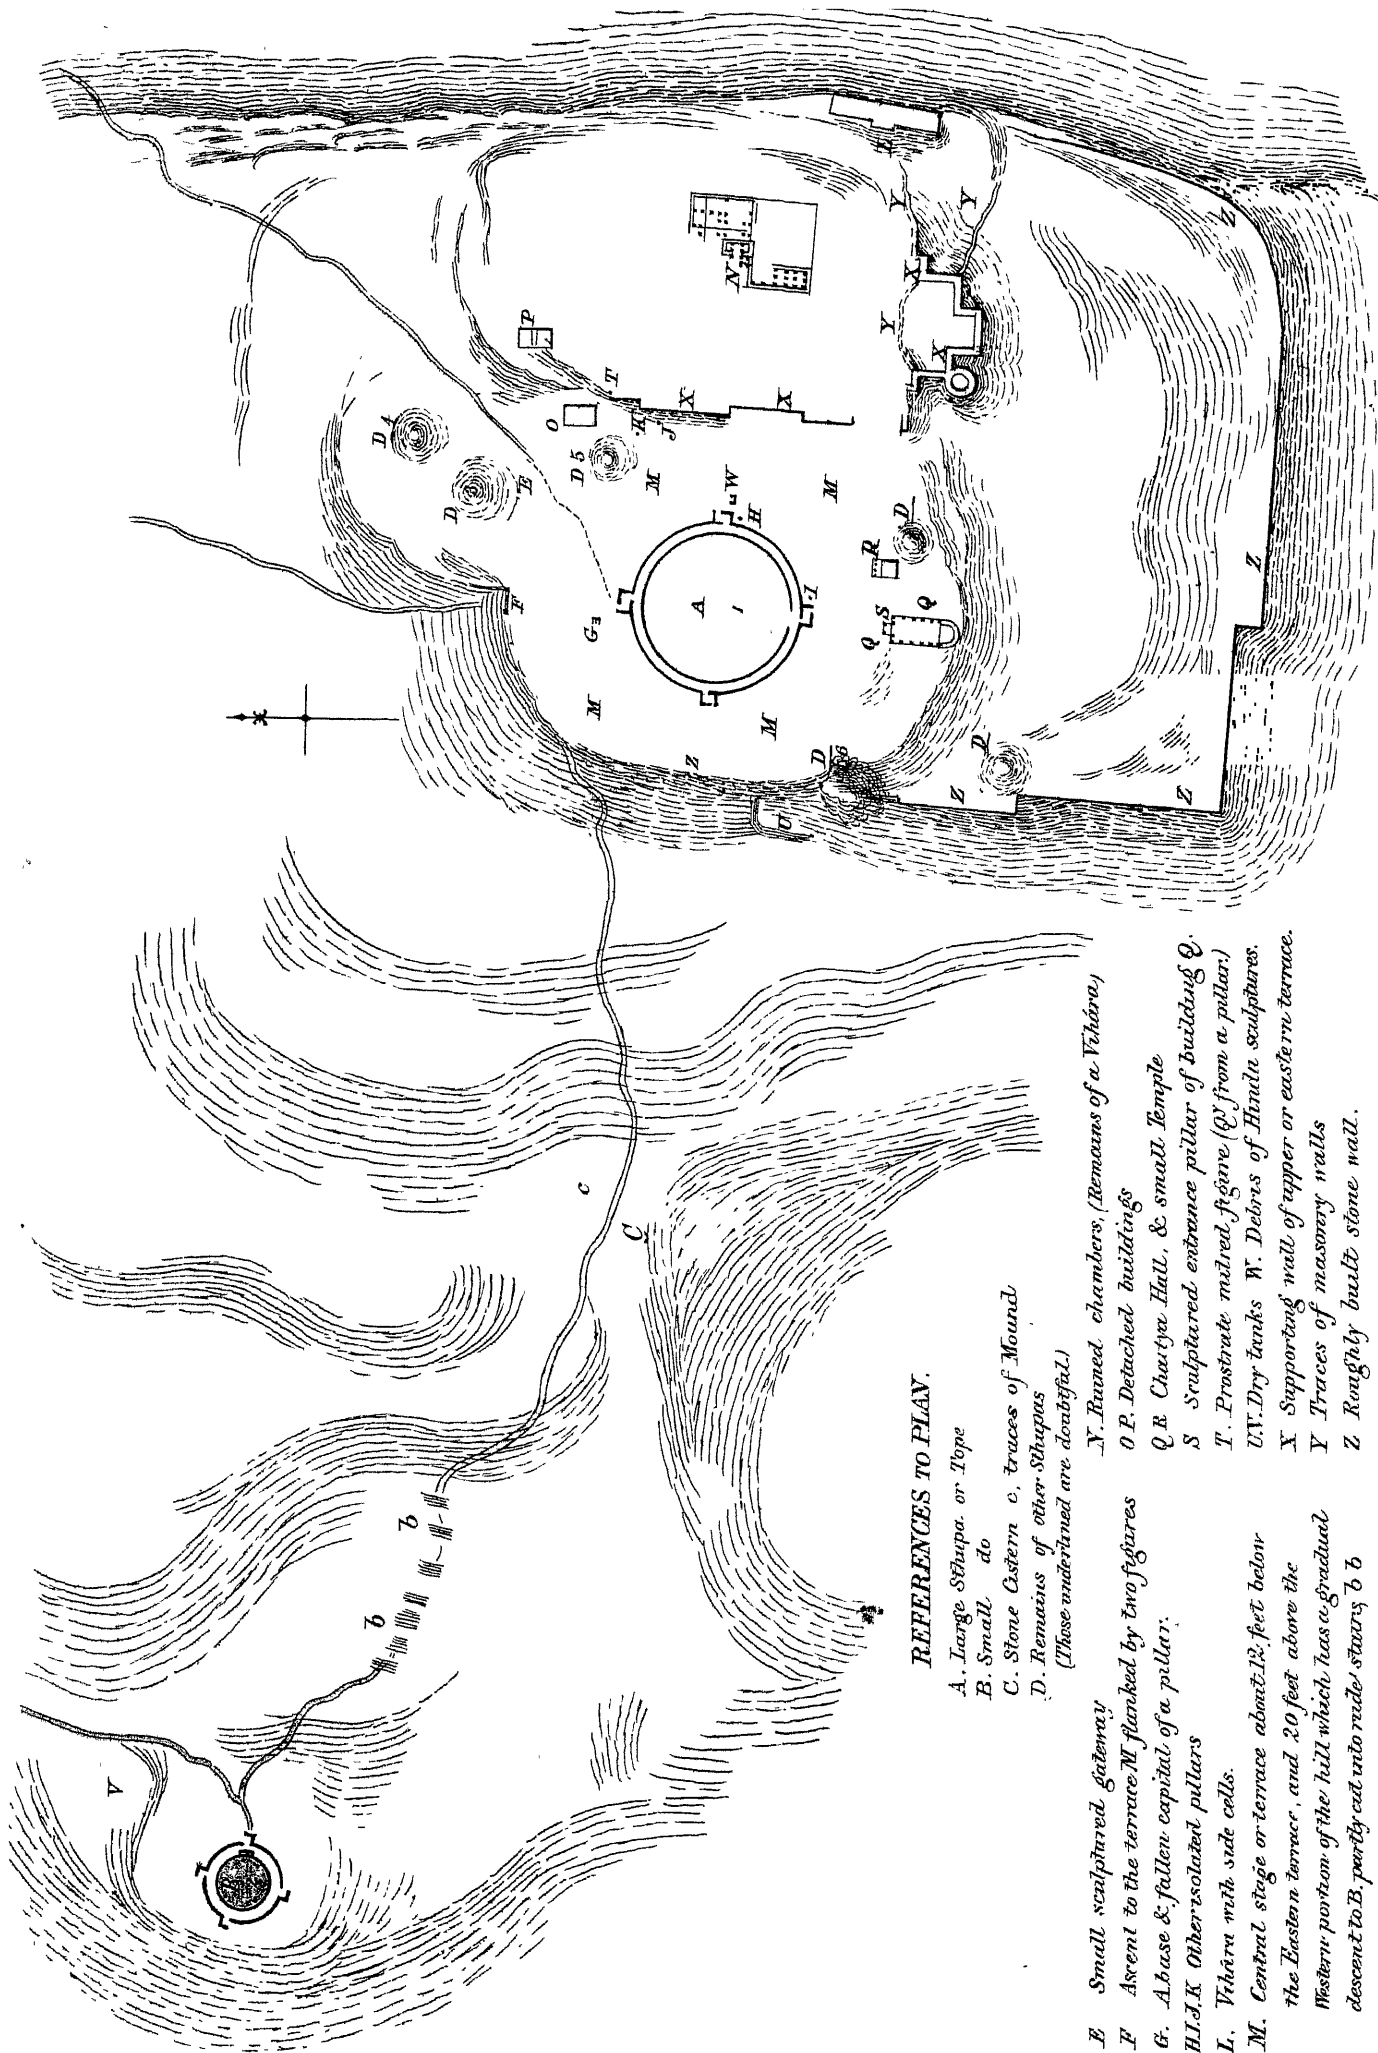 REFERENCES TO PLAN.
A. Large Sthupa or Tope
B. Small do
C. Stone Cistern c, traces of Mound
D. Remains of other Sthupas
(Those underlined are doubtful.)
E Small sculptured gateway
F Ascent to the terrace M flanked by two figures
G. A base & fallen capital of a pillar.
H.I.J.K Other isolated pillars
L. Vihára with side cells.
M. Central stage or terrace about 12 feet below
the Eastern terrace, and 20 feet above the
Western portion of the hill which has a gradual
descent to B. partly cut into rude stairs, b b
N. Ruined chambers, (Remains of a Vihára)
O P. Detached buildings
Q R Chaitya Hall, & small Temple
S Sculptured entrance pillar of building Q.
T. Prostrate mitred figure (Qy from a pillar)
U.V. Dry tanks W. Debris of Hindu sculptures.
X Supporting wall of upper or eastern terrace.
Y Traces of masonry walls
Z Roughly built stone wall.
A
1
G 3
F
D 4
D
E
D 5
O
P
T
K
J
X
X
M
M
M
M
W
H
I
N
L
Y
Y
Y
X
X
Z
Z
Z
Z
Z
R
D
S
Q
Q
D
D
U
c
C
b
b
V